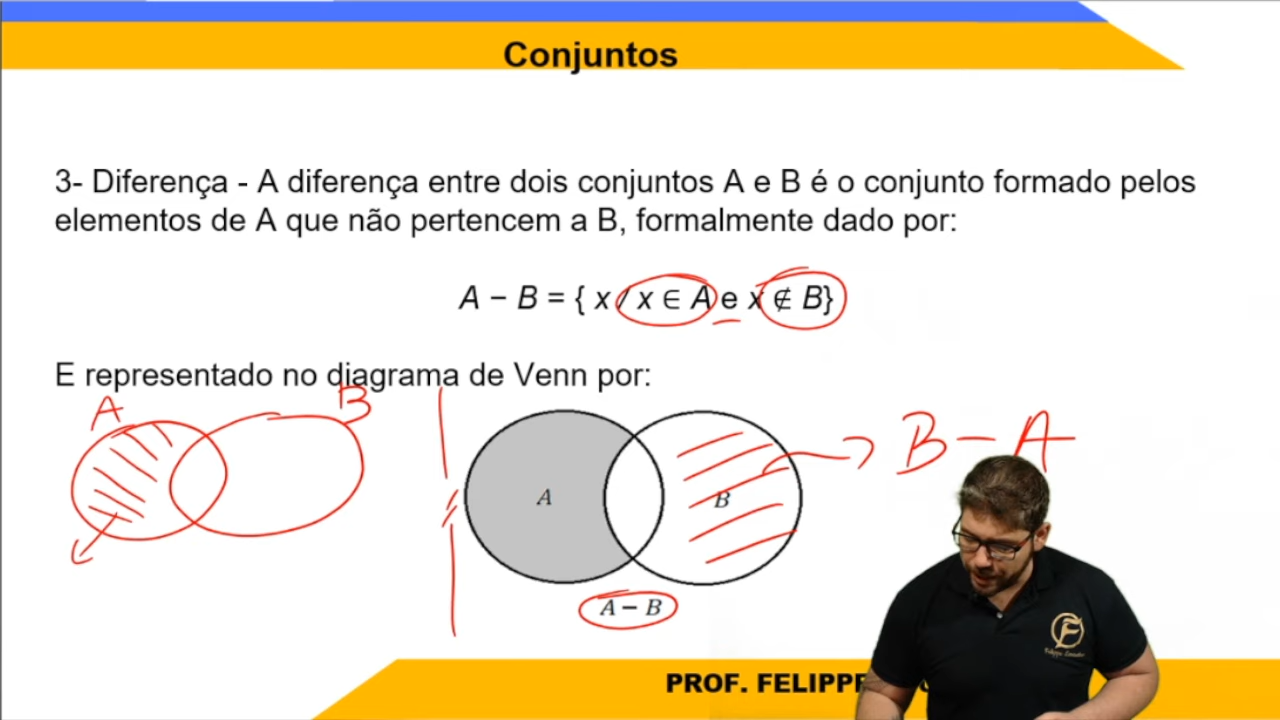 Conjuntos
3- Diferença - A diferença entre dois conjuntos A e B é o conjunto formado pelos
elementos de A que não pertencem a B, formalmente dado por:
A − B = { x / x ∈ A e x ∉ B}
E representado no diagrama de Venn por:
A B
B - A
A B
A − B
PROF.